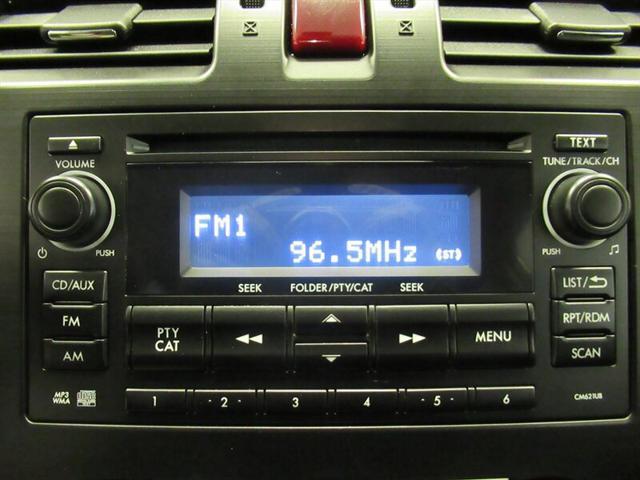 VOLUME
PUSH
TEXT
TUNE/TRACK/CH
PUSH
FM1
96.5MHz (ST)
SEEK FOLDER/PTY/CAT SEEK
CD/AUX
FM
AM
PTY CAT
MENU
LIST/
RPT/RDM
SCAN
MP3
WMA
1 -2- 3 4 -5- 6
CM621UB